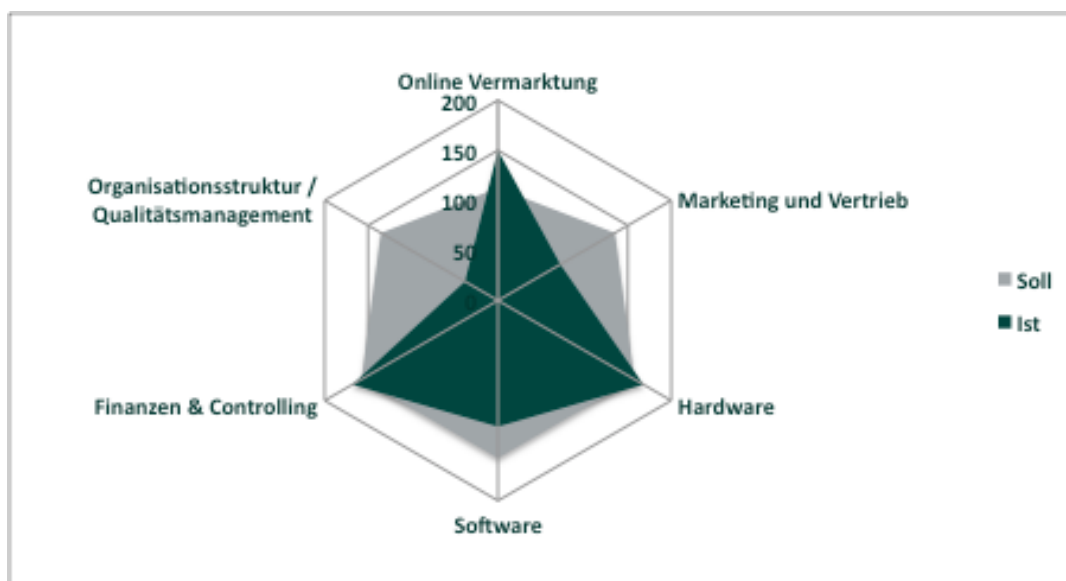 Online Vermarktung
200
150
100
50
0
Organisationsstruktur /
Qualitätsmanagement
Marketing und Vertrieb
Finanzen & Controlling
Hardware
Software
Soll
Ist